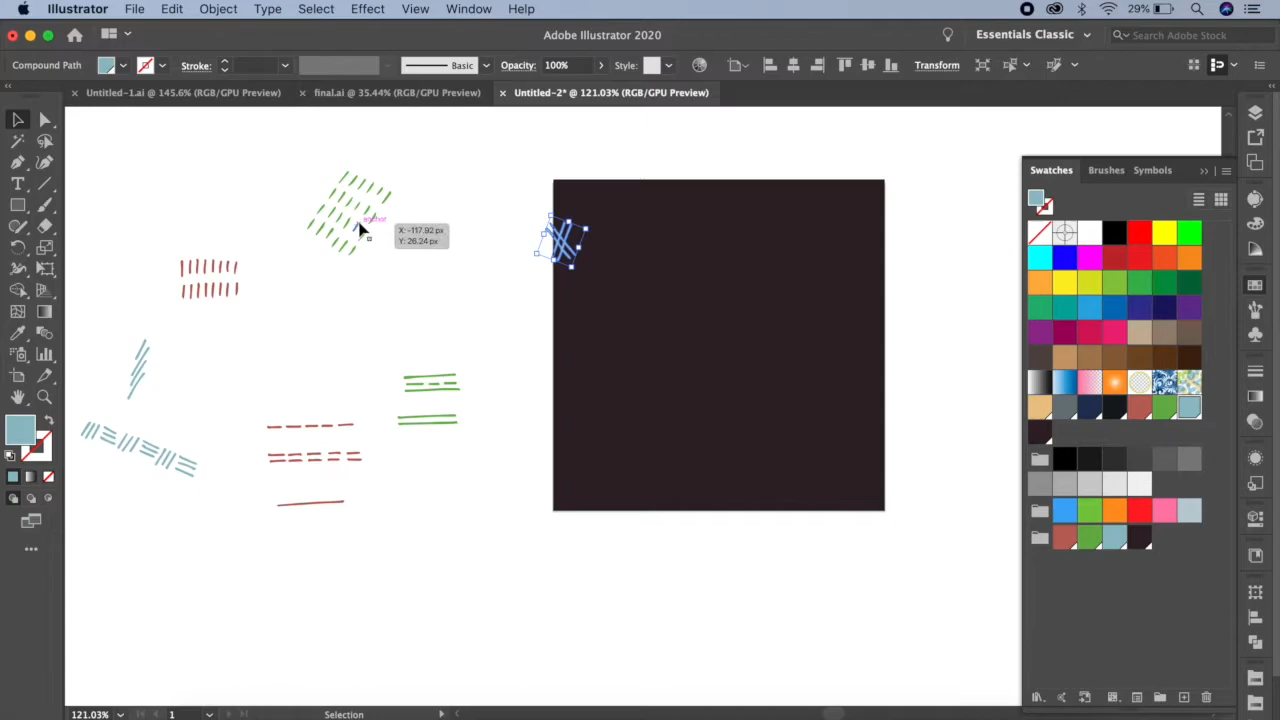 Illustrator File Edit Object Type Select Effect View Window Help 29%
Adobe Illustrator 2020 Essentials Classic Search Adobe Stock
Compound Path Stroke: Basic Opacity: 100% Style: Transform
Untitled-1.ai @ 145.6% (RGB/GPU Preview) final.ai @ 35.44% (RGB/GPU Preview) Untitled-2* @ 121.03% (RGB/GPU Preview)
Swatches Brushes Symbols
anchor
X: -117.92 px
Y: 26.24 px
121.03% 1 Selection